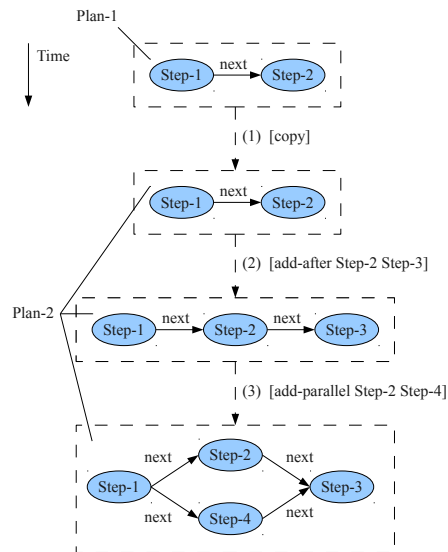 Plan-1
Time
Step-1 next Step-2
(1) [copy]
Step-1 next Step-2
(2) [add-after Step-2 Step-3]
Plan-2
Step-1 next Step-2 next Step-3
(3) [add-parallel Step-2 Step-4]
Step-2
next next
Step-1 Step-3
next next
Step-4